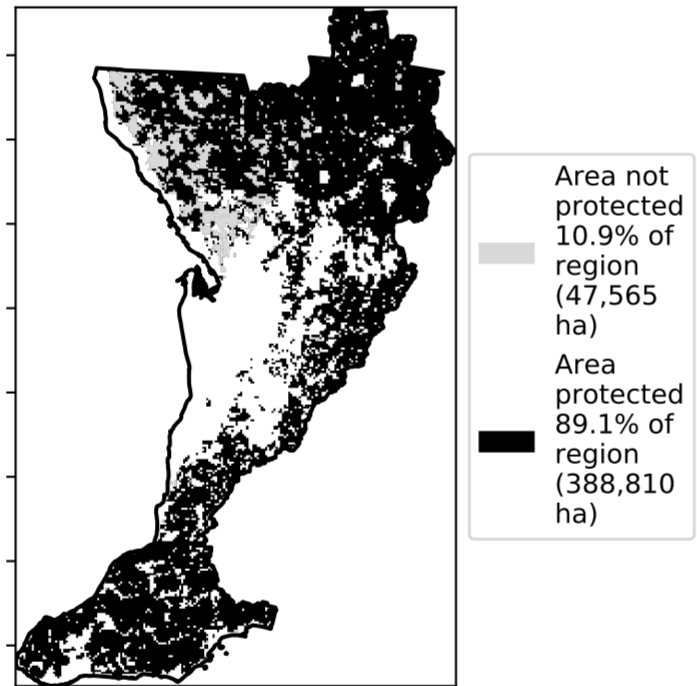 Area not
protected
10.9% of
region
(47,565
ha)
Area
protected
89.1% of
region
(388,810
ha)